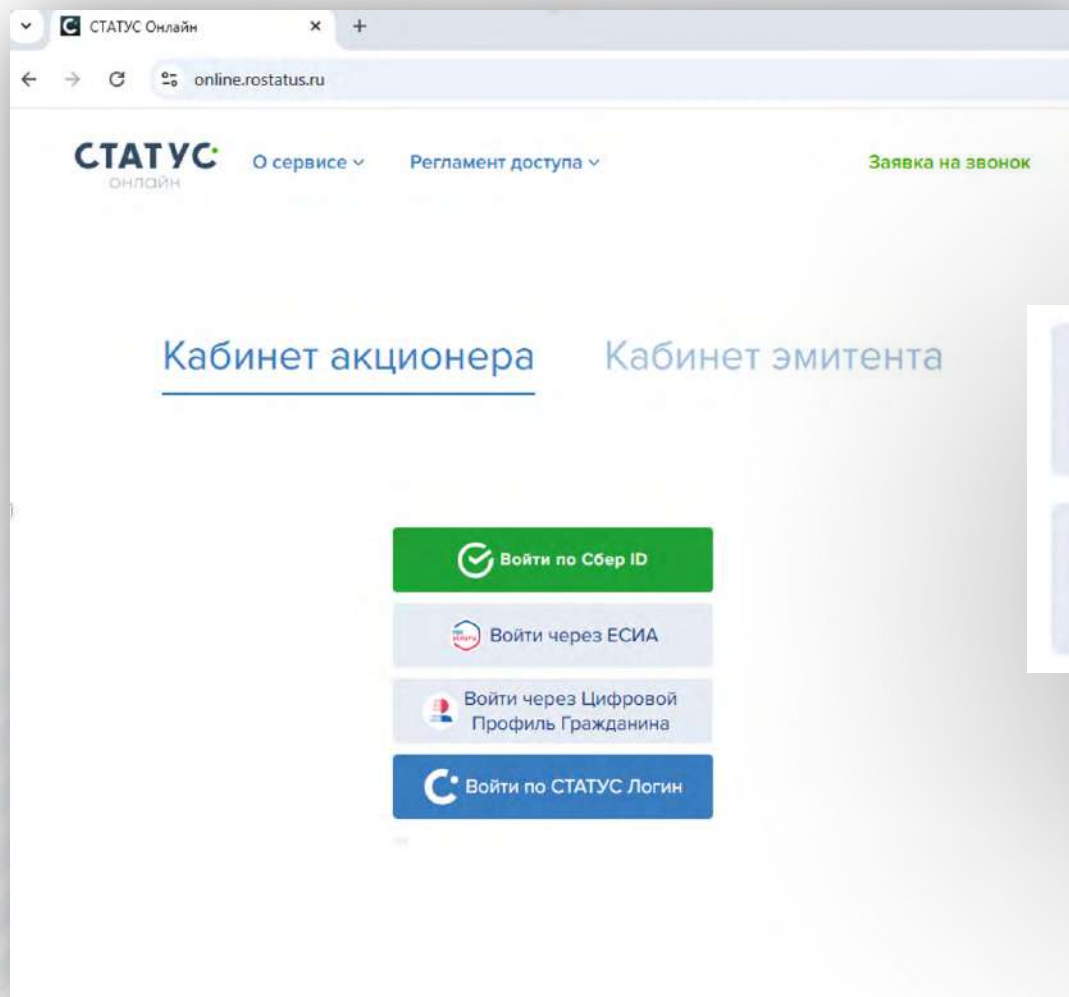 СТАТУС Онлайн
online.rostatus.ru
СТАТУС
онлайн
О сервисе
Регламент доступа
Заявка на звонок
Кабинет акционера
Кабинет эмитента
Войти по Сбер ID
Войти через ЕСИА
Войти через Цифровой
Профиль Гражданина
Войти по СТАТУС Логин